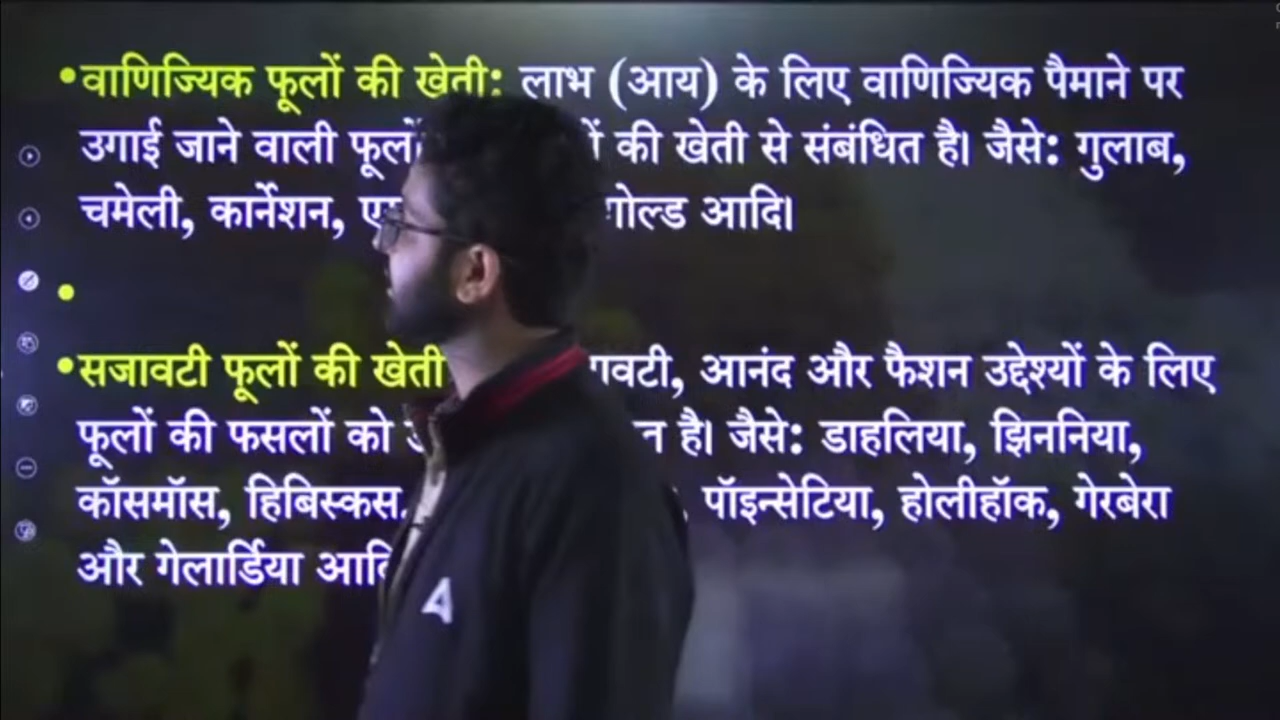 • वाणिज्यिक फूलों की खेती: लाभ (आय) के लिए वाणिज्यिक पैमाने पर
उगाई जाने वाली की खेती से संबंधित है। जैसे: गुलाब,
चमेली, कार्नेशन, आदि।
•
• सजावटी फूलों की खेती आनंद और फैशन उद्देश्यों के लिए
फूलों की फसलों को है। जैसे: डाहलिया, झिननिया,
कॉसमॉस, हिबिस्कस पॉइन्सेटिया, होलीहॉक, गेरबेरा
और गेलार्डिया
A